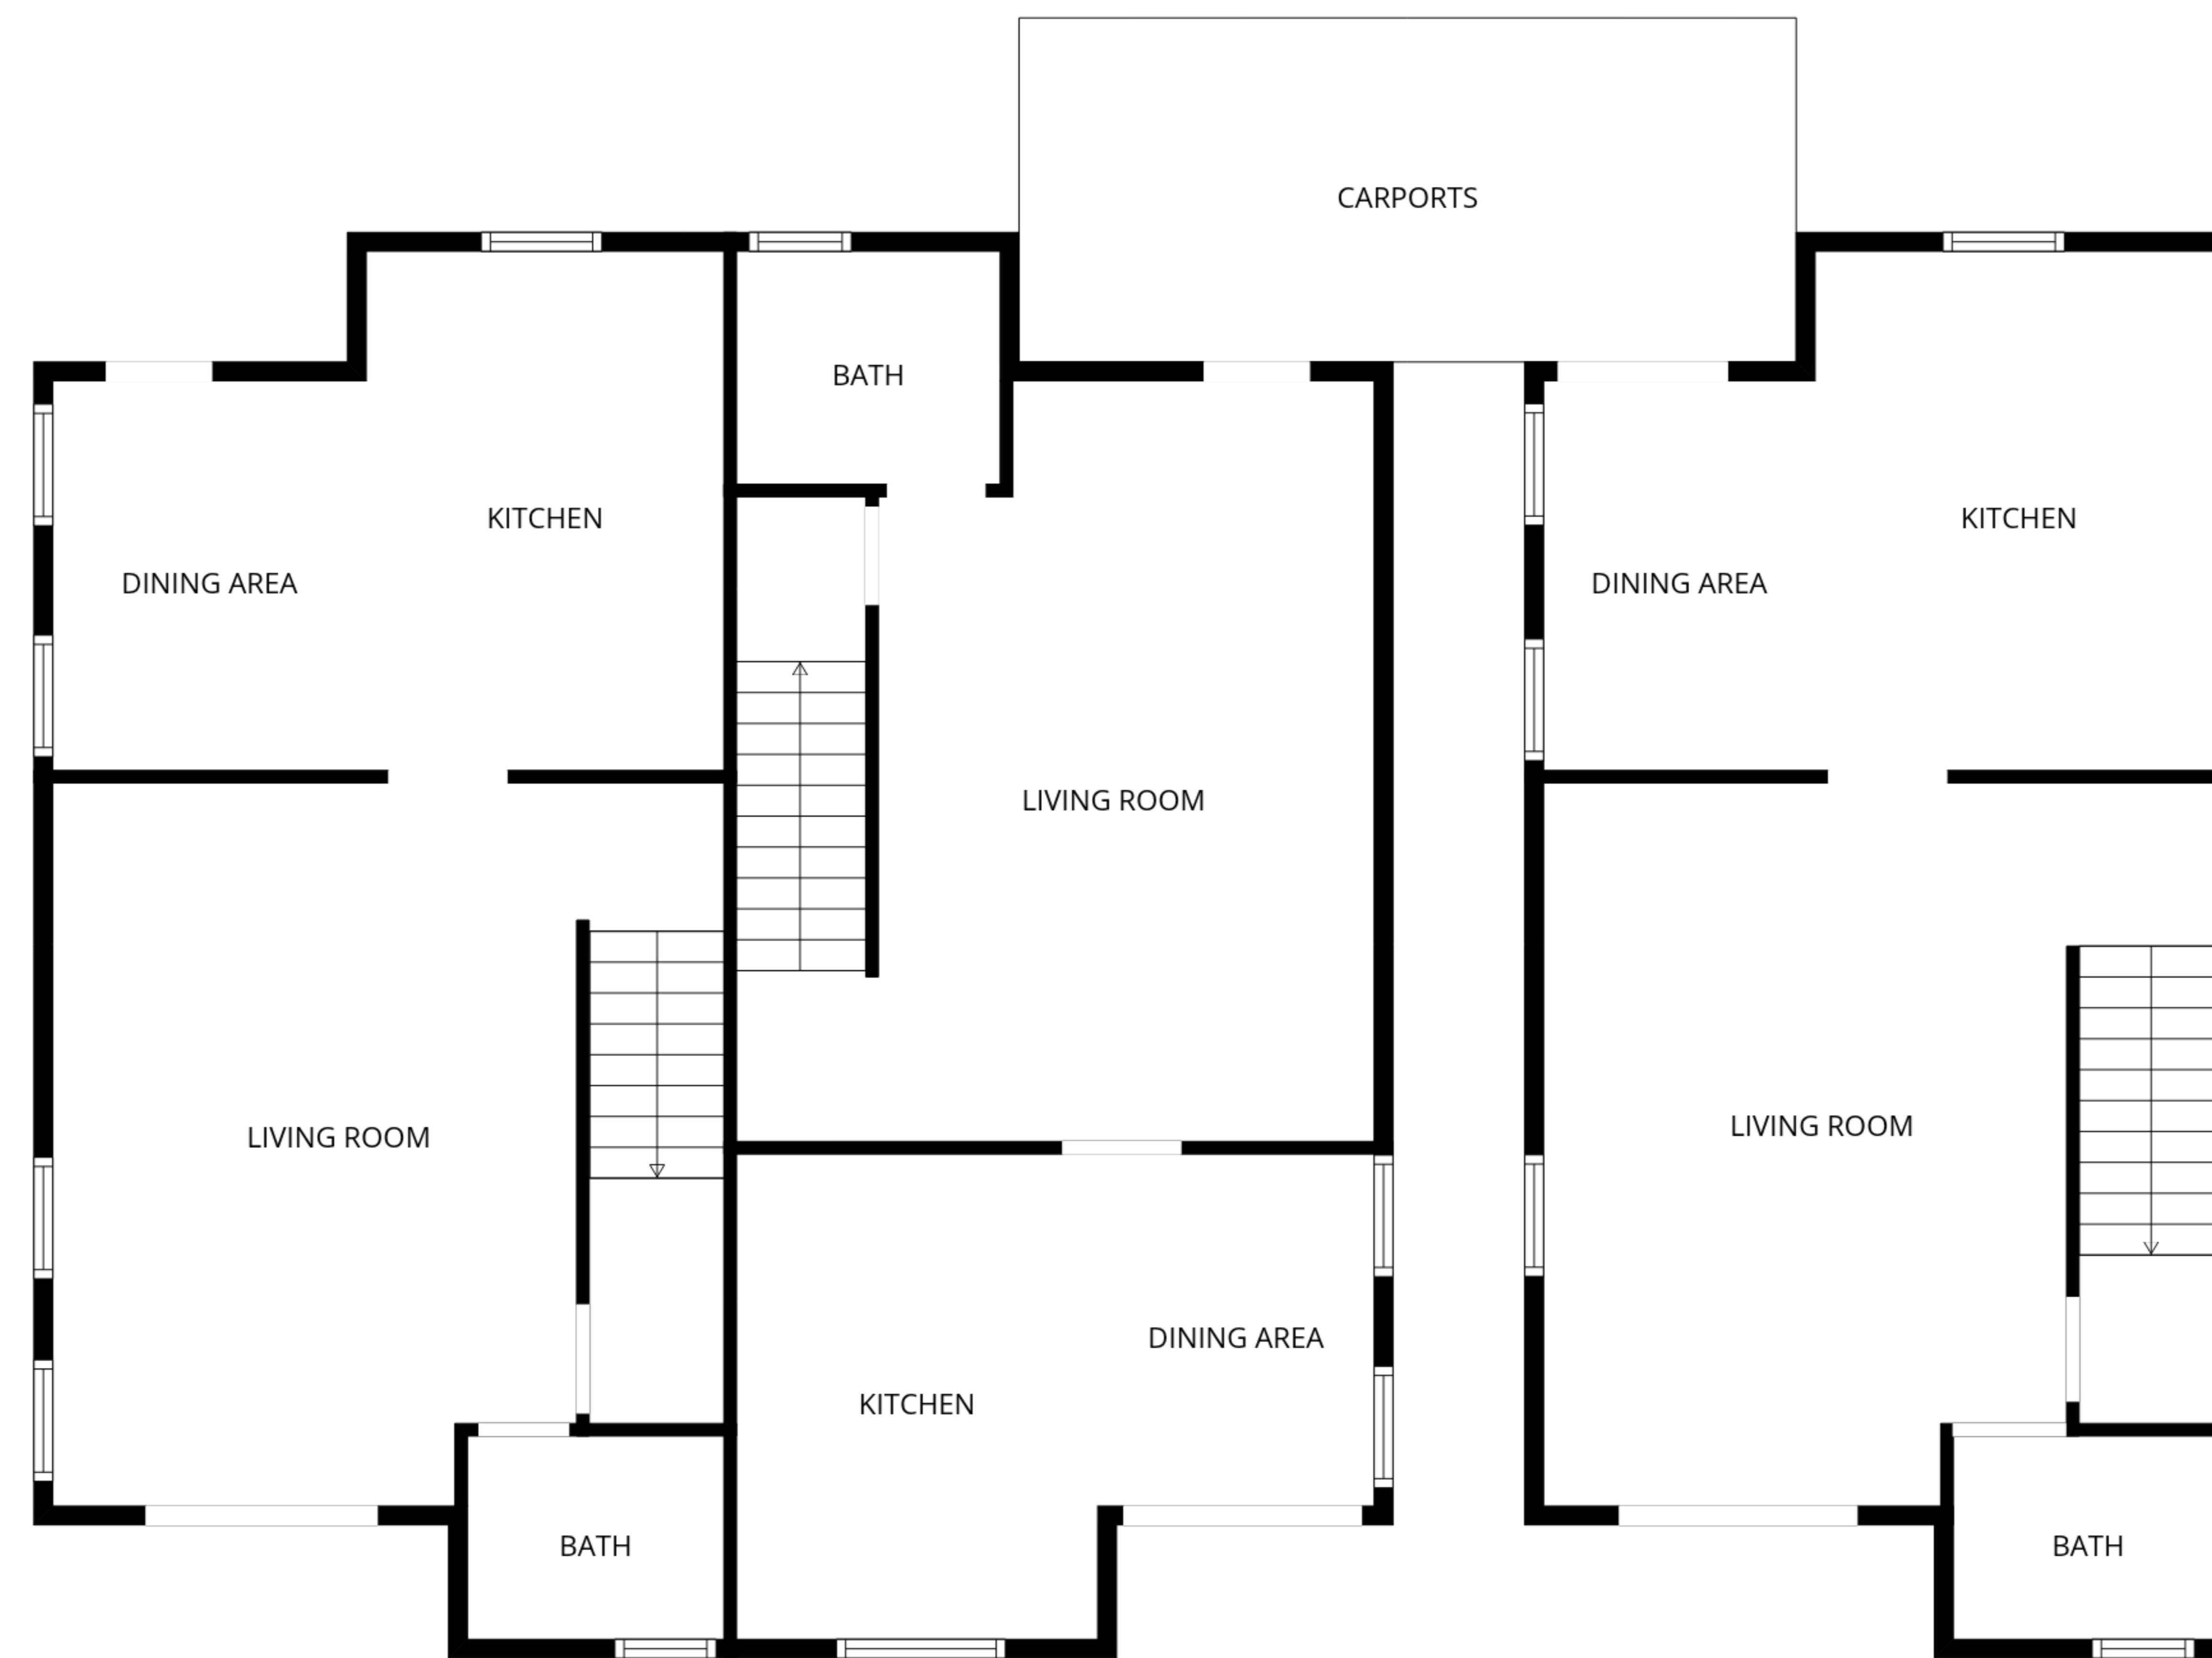 CARPORTS
BATH
KITCHEN
KITCHEN
DINING AREA
DINING AREA
LIVING ROOM
LIVING ROOM
LIVING ROOM
DINING AREA
KITCHEN
BATH
BATH